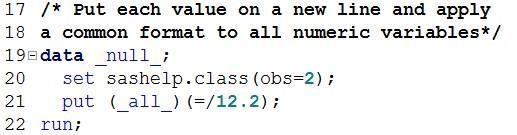 17 /* Put each value on a new line and apply
18 a common format to all numeric variables*/
19 data _null_;
20 set sashelp.class(obs=2);
21 put (_all_)(=/12.2);
22 run;